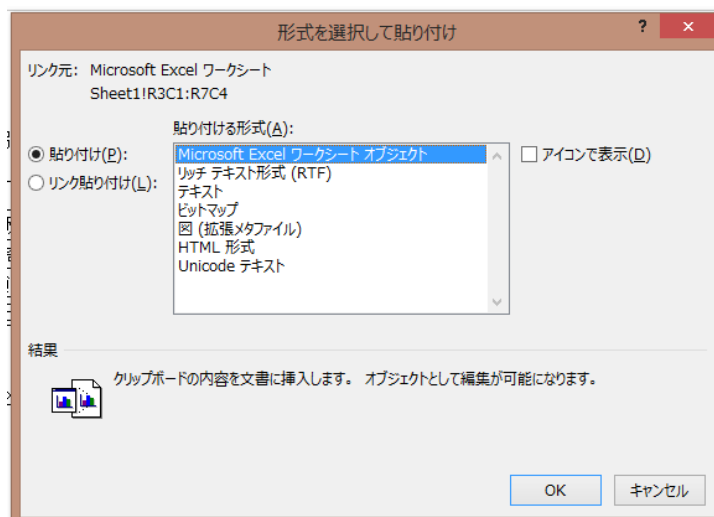 形式を選択して貼り付け
? ×
リンク元: Microsoft Excel ワークシート
Sheet1!R3C1:R7C4
貼り付ける形式(A):
貼り付け(P):
リンク貼り付け(L):
Microsoft Excel ワークシート オブジェクト
リッチ テキスト形式 (RTF)
テキスト
ビットマップ
図 (拡張メタファイル)
HTML 形式
Unicode テキスト
アイコンで表示(D)
結果
クリップボードの内容を文書に挿入します。 オブジェクトとして編集が可能になります。
OK キャンセル